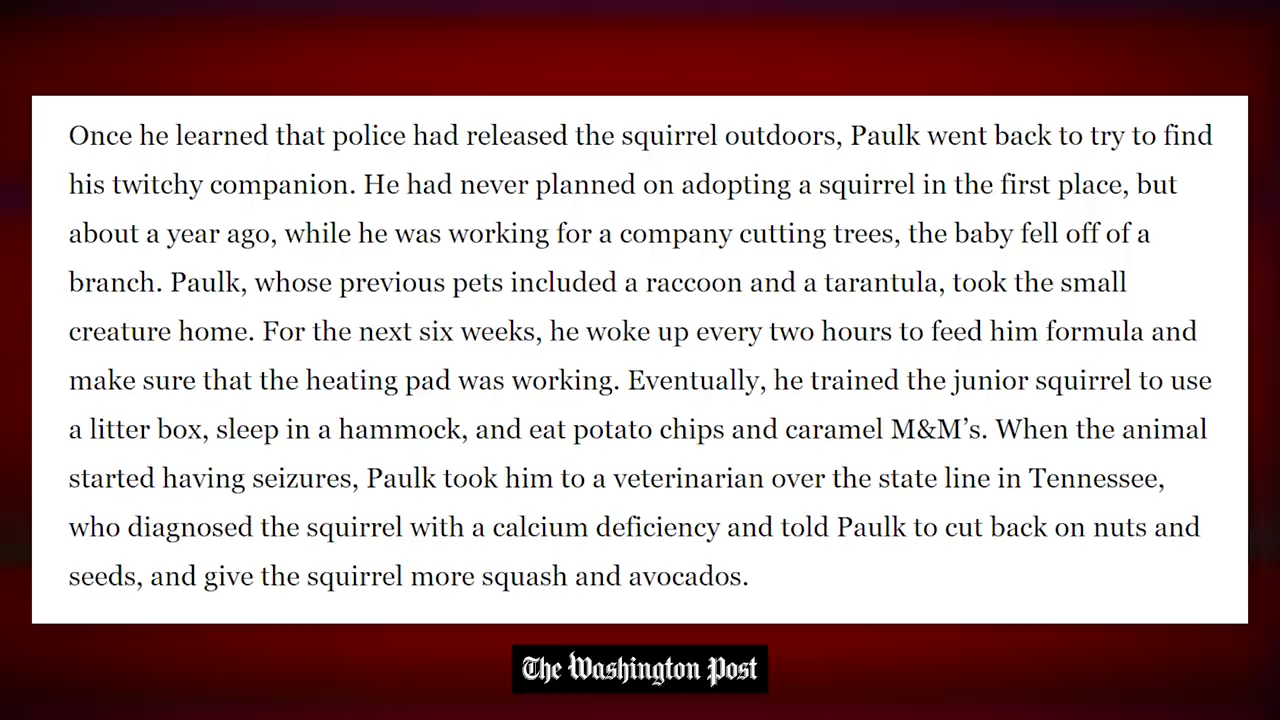 Once he learned that police had released the squirrel outdoors, Paulk went back to try to find
his twitchy companion. He had never planned on adopting a squirrel in the first place, but
about a year ago, while he was working for a company cutting trees, the baby fell off of a
branch. Paulk, whose previous pets included a raccoon and a tarantula, took the small
creature home. For the next six weeks, he woke up every two hours to feed him formula and
make sure that the heating pad was working. Eventually, he trained the junior squirrel to use
a litter box, sleep in a hammock, and eat potato chips and caramel M&M’s. When the animal
started having seizures, Paulk took him to a veterinarian over the state line in Tennessee,
who diagnosed the squirrel with a calcium deficiency and told Paulk to cut back on nuts and
seeds, and give the squirrel more squash and avocados.
The Washington Post